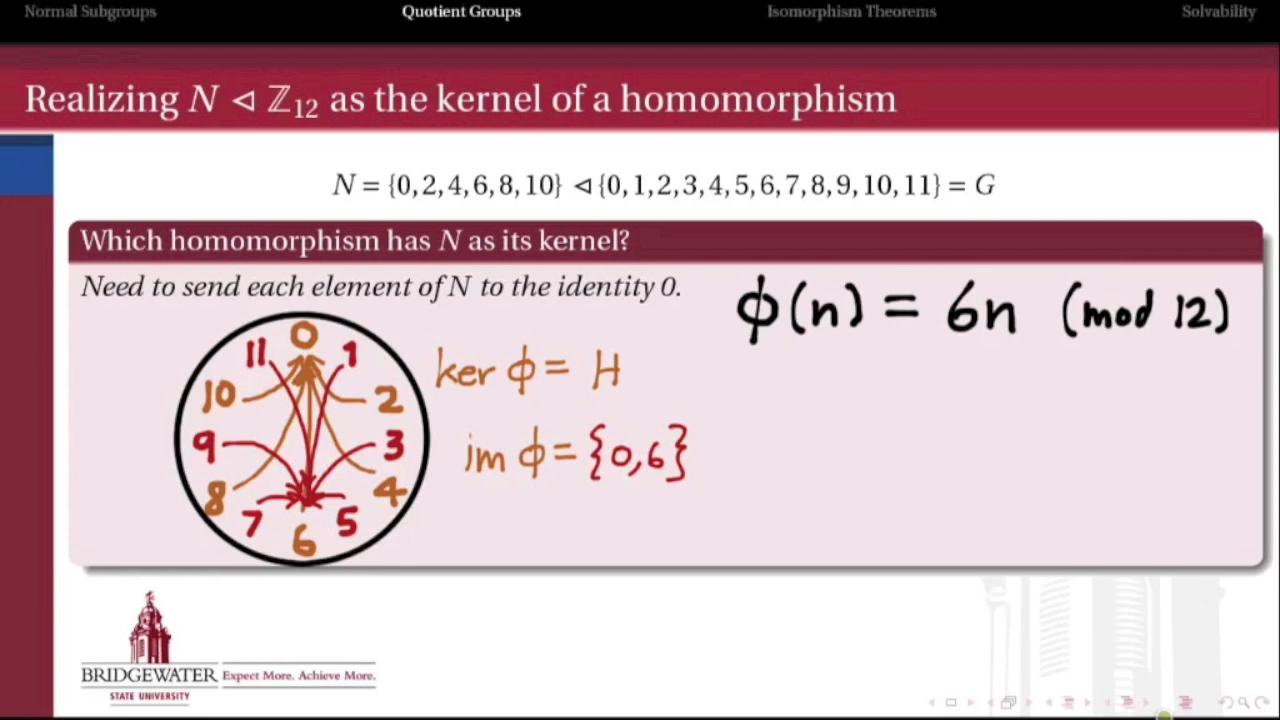 Normal Subgroups Quotient Groups Isomorphism Theorems Solvability
Realizing N ◁ ℤ₁₂ as the kernel of a homomorphism
N = {0, 2, 4, 6, 8, 10} ◁ {0, 1, 2, 3, 4, 5, 6, 7, 8, 9, 10, 11} = G
Which homomorphism has N as its kernel?
Need to send each element of N to the identity 0.
ϕ(n) = 6n (mod 12)
0
11 1
10 2
9 3
8 4
7 5
6
ker ϕ = H
im ϕ = {0,6}
BRIDGEWATER
STATE UNIVERSITY
Expect More. Achieve More.